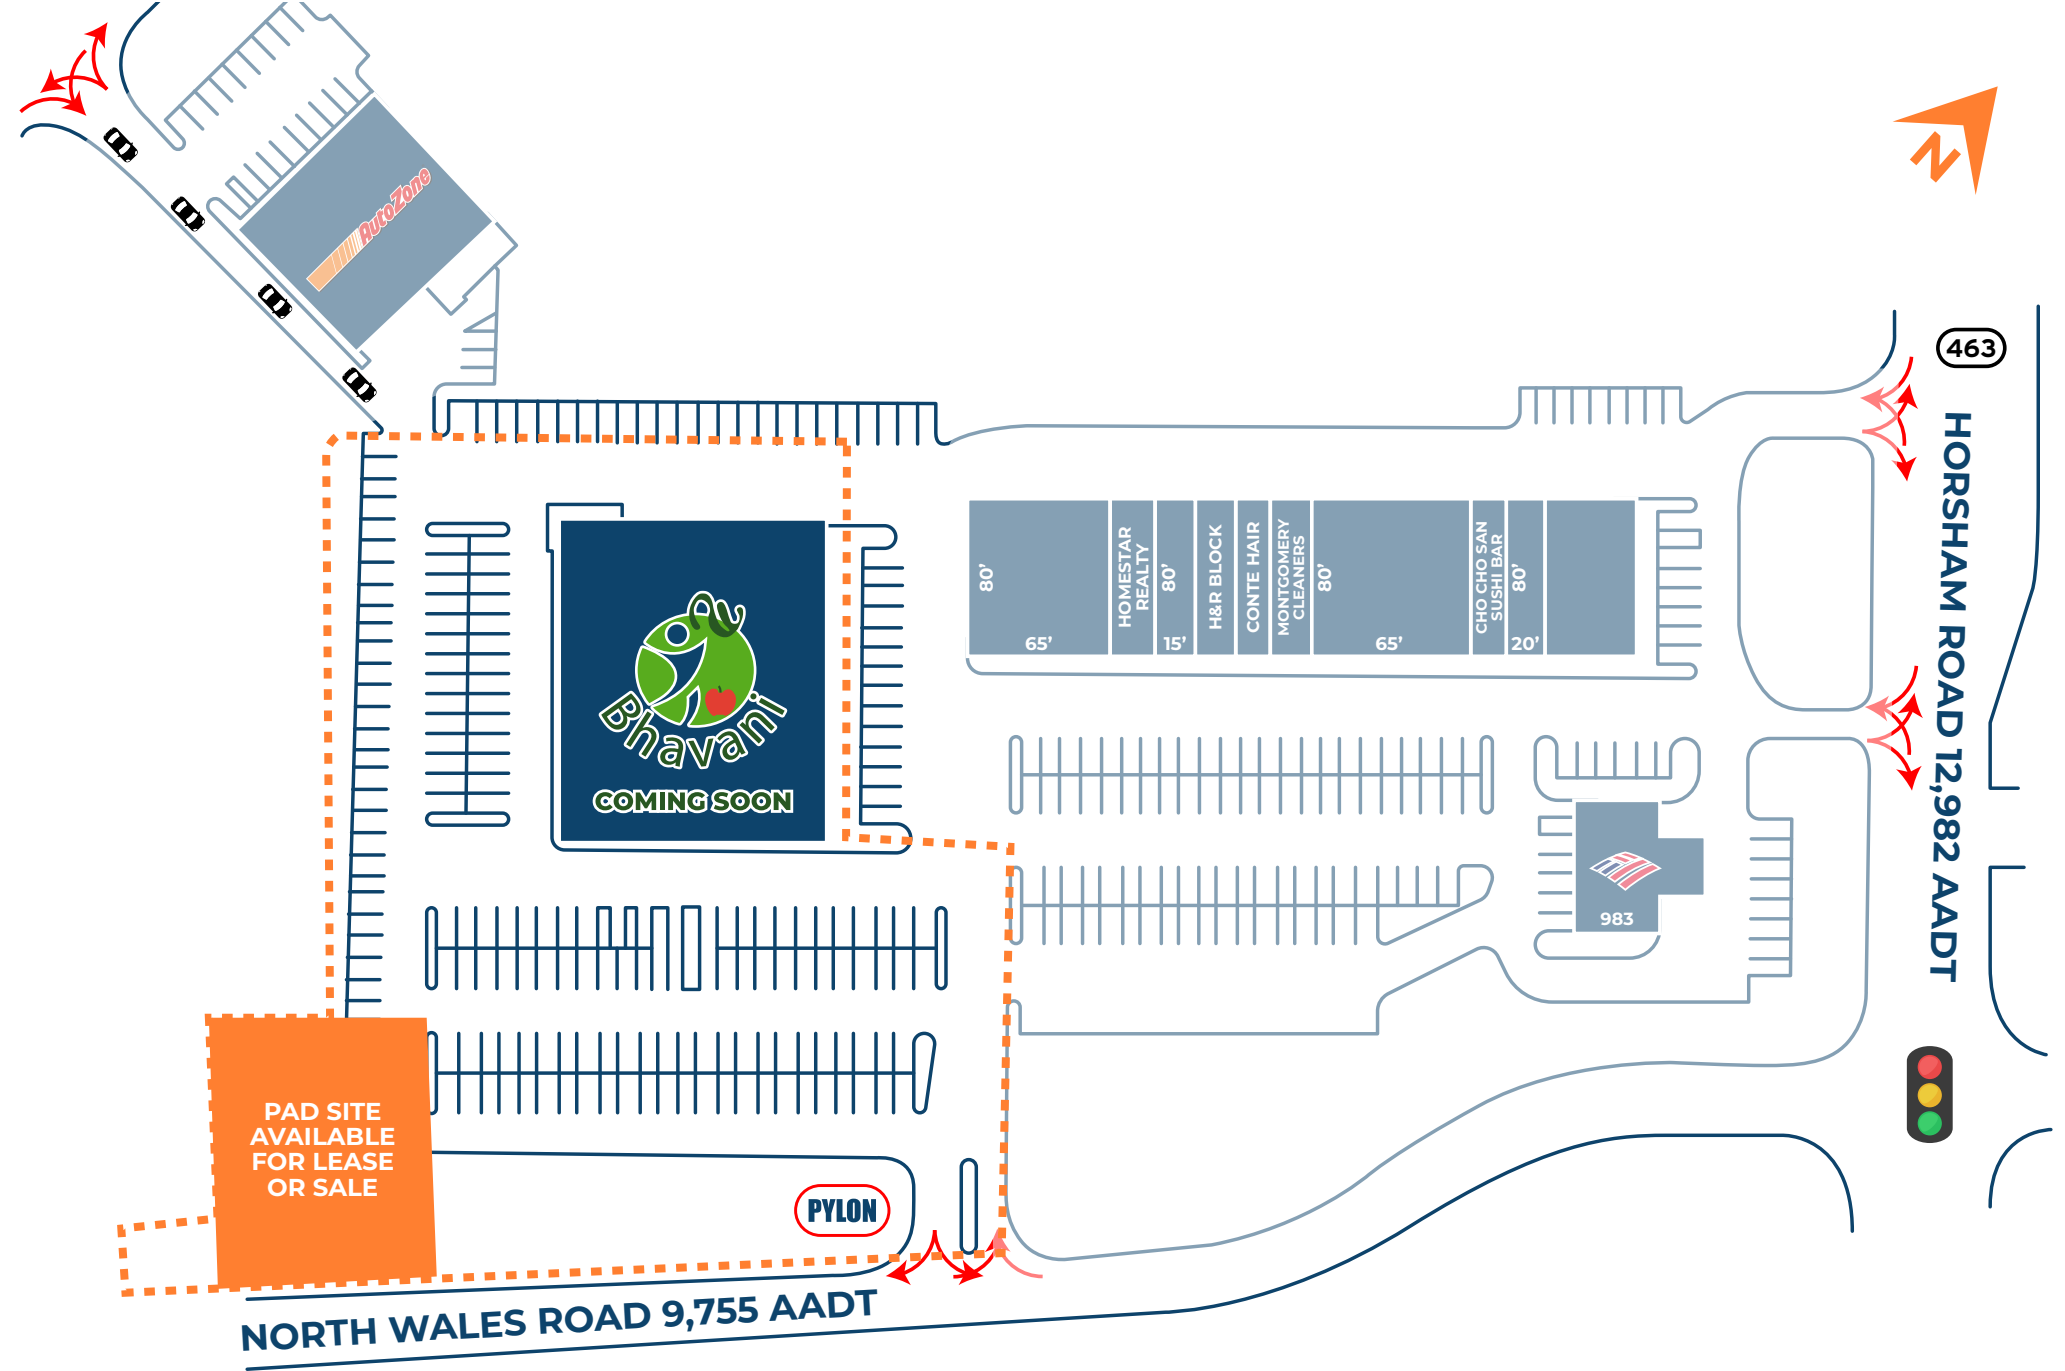 AutoZone
N
463
HORSHAM ROAD 12,982 AADT
80’
65’
HOMESTAR
REALTY
80’
15’
H&R BLOCK
CONTE HAIR
MONTGOMERY
CLEANERS
80’
65’
CHO CHO SAN
SUSHI BAR
80’
20’
Bhavani
COMING SOON
983
PAD SITE
AVAILABLE
FOR LEASE
OR SALE
PYLON
NORTH WALES ROAD 9,755 AADT